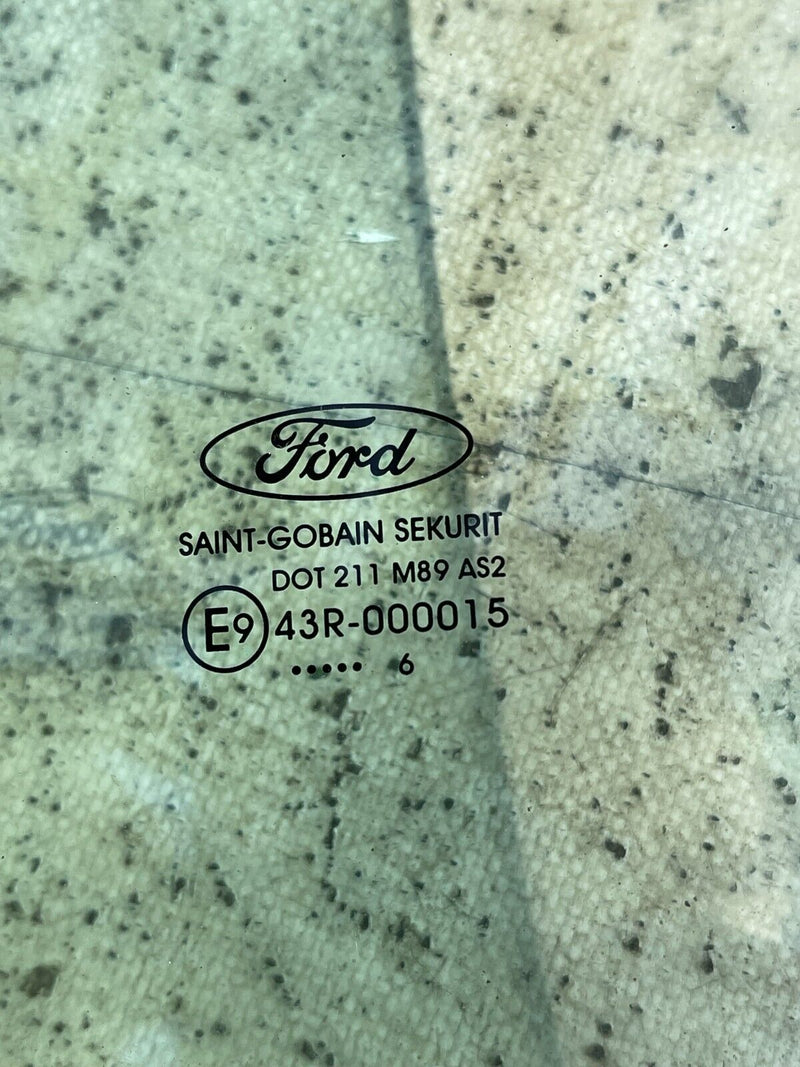 Ford
SAINT-GOBAIN SEKURIT
DOT 211 M89 AS2
E9 43R-000015
••••• 6